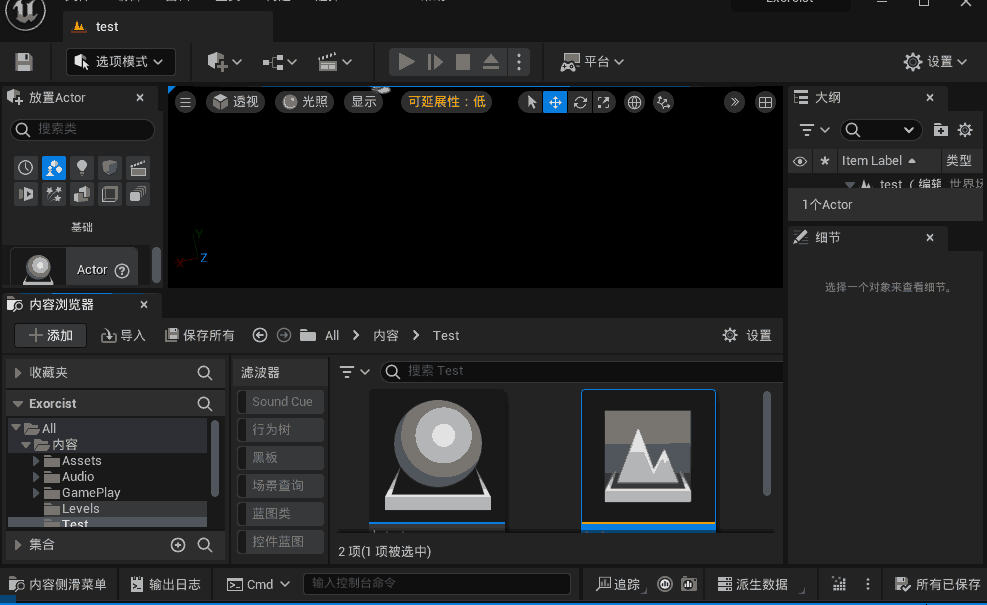 Exorcist
test
选项模式
平台
设置
放置Actor
搜索类
基础
Actor
透视
光照
显示
可延展性：低
大纲
Item Label
类型
test （ 编辑
世界场
1个Actor
细节
选择一个对象来查看细节。
内容浏览器
添加
导入
保存所有
All
内容
Test
设置
收藏夹
Exorcist
All
内容
Assets
Audio
GamePlay
Levels
Test
集合
滤波器
Sound Cue
行为树
黑板
场景查询
蓝图类
控件蓝图
搜索 Test
2 项(1 项被选中)
内容侧滑菜单
输出日志
Cmd
输入控制台命令
追踪
派生数据
所有已保存